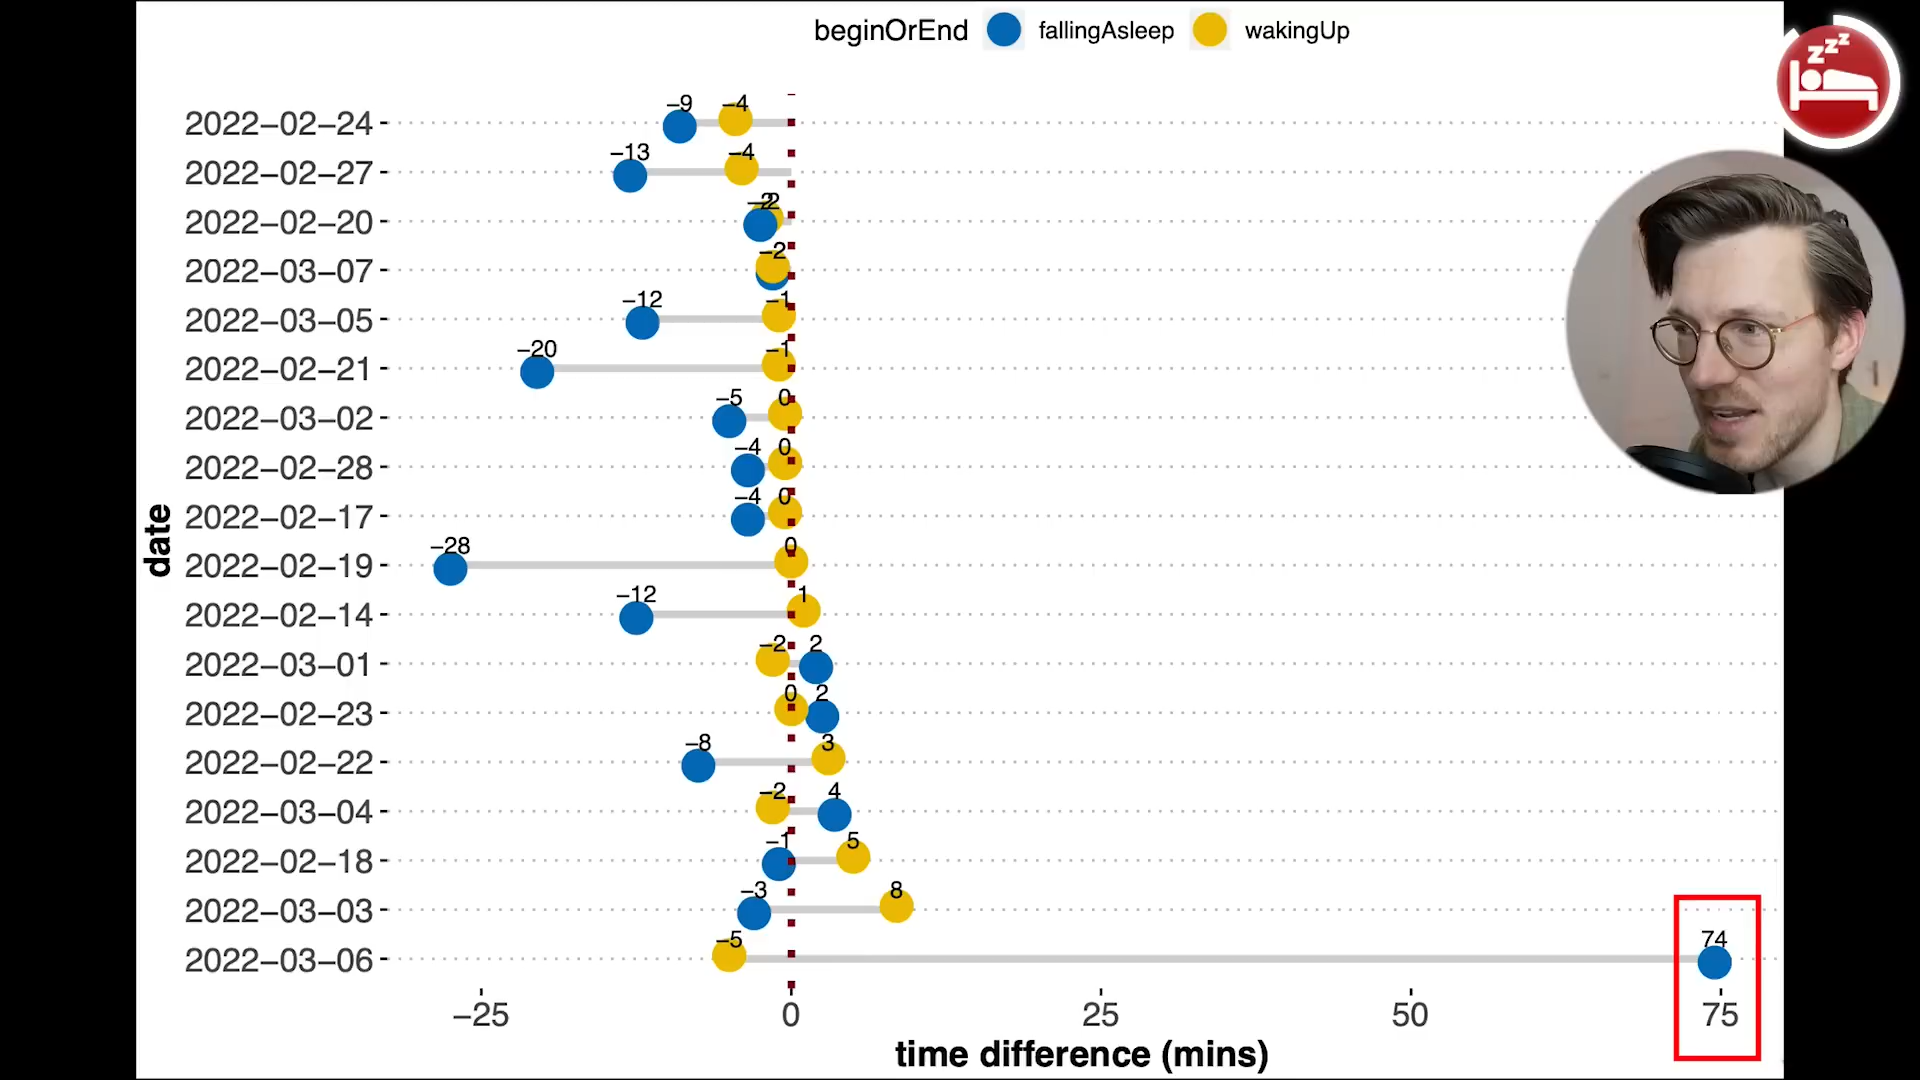 beginOrEnd fallingAsleep wakingUp
zzz
2022-02-24 -9 -4
2022-02-27 -13 -4
2022-02-20 -2 -2
2022-03-07 -2
2022-03-05 -12 -1
2022-02-21 -20 -1
2022-03-02 -5 0
2022-02-28 -4 0
2022-02-17 -4 0
2022-02-19 -28 0
2022-02-14 -12 1
2022-03-01 -2 2
2022-02-23 0 2
2022-02-22 -8 3
2022-03-04 -2 4
2022-02-18 -1 5
2022-03-03 -3 8
2022-03-06 -5 74
date
-25 0 25 50 75
time difference (mins)